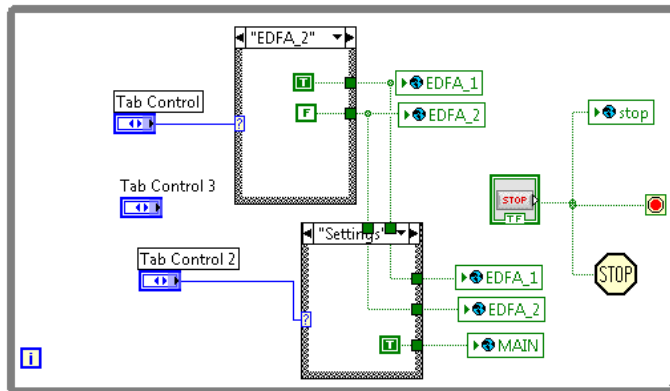 "EDFA_2"
T
EDFA_1
F
EDFA_2
Tab Control
?
stop
Tab Control 3
STOP
TF
"Settings"
Tab Control 2
EDFA_1
STOP
EDFA_2
?
T
MAIN
i